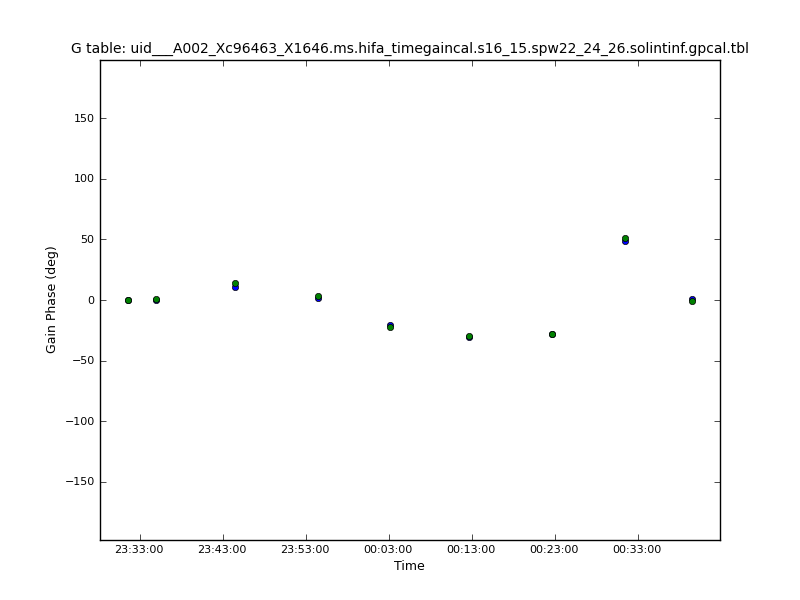 G table: uid___A002_Xc96463_X1646.ms.hifa_timegaincal.s16_15.spw22_24_26.solintinf.gpcal.tbl
150
100
50
0
−50
−100
−150
Gain Phase (deg)
23:33:00 23:43:00 23:53:00 00:03:00 00:13:00 00:23:00 00:33:00
Time